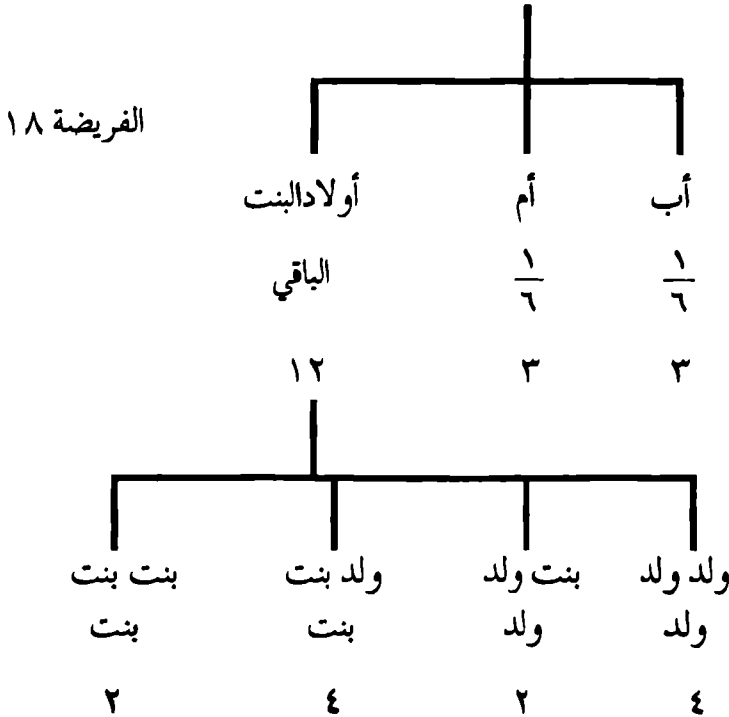 الفريضة ١٨
أب أم أولادالبنت
١/٦ ١/٦ الباقي
٣ ٣ ١٢
ولد ولد بنت ولد ولد بنت بنت بنت
ولد ولد بنت بنت
٤ ٢ ٤ ٢